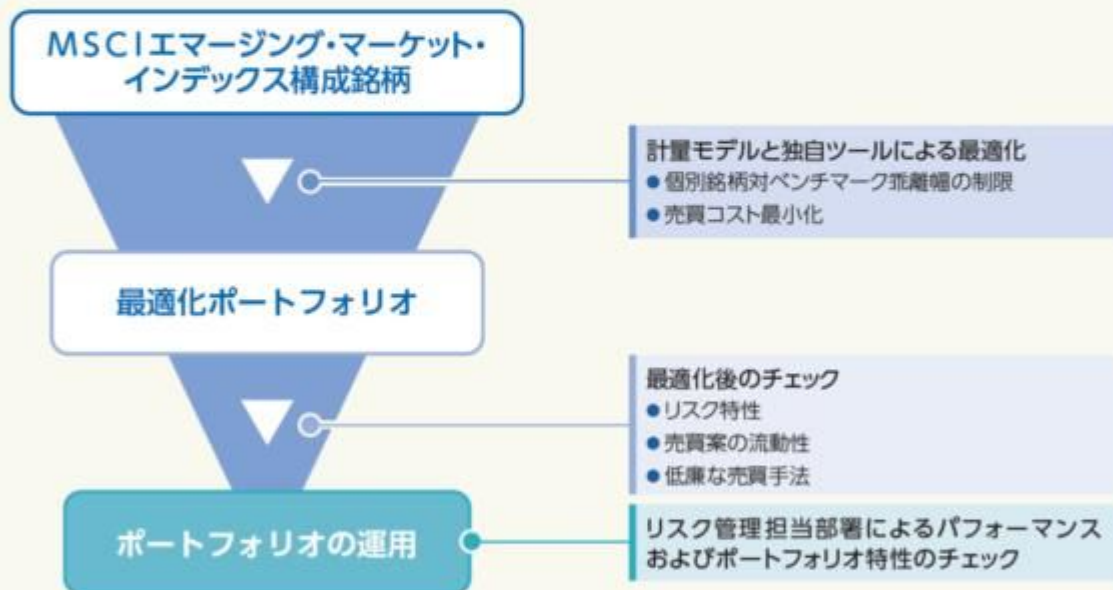 MSCIエマージング・マーケット・
インデックス構成銘柄
計量モデルと独自ツールによる最適化
●個別銘柄対ベンチマーク乖離幅の制限
●売買コスト最小化
最適化ポートフォリオ
最適化後のチェック
●リスク特性
●売買案の流動性
●低廉な売買手法
ポートフォリオの運用
リスク管理担当部署によるパフォーマンス
およびポートフォリオ特性のチェック